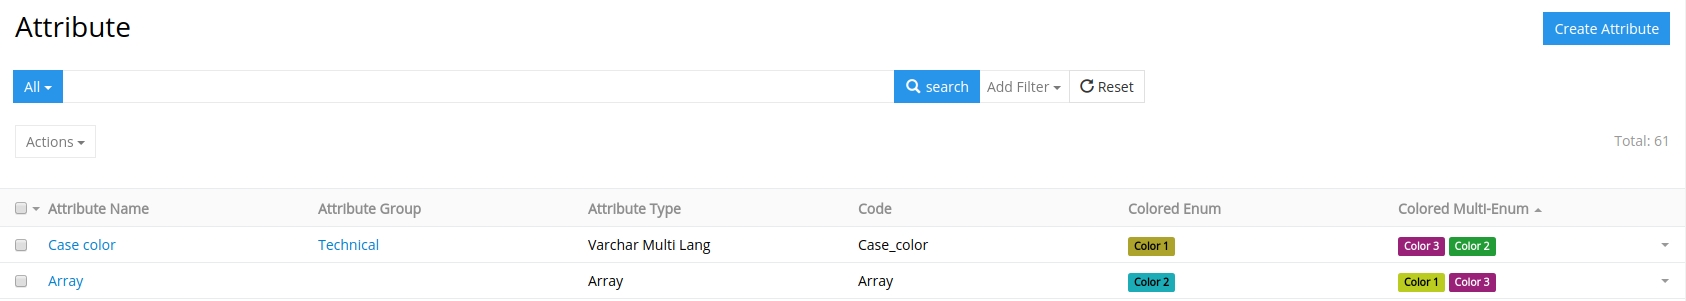 Attribute
Create Attribute
All search Add Filter Reset
Actions Total: 61
Attribute Name Attribute Group Attribute Type Code Colored Enum Colored Multi-Enum
Case color Technical Varchar Multi Lang Case_color Color 1 Color 3 Color 2
Array Array Array Color 2 Color 1 Color 3